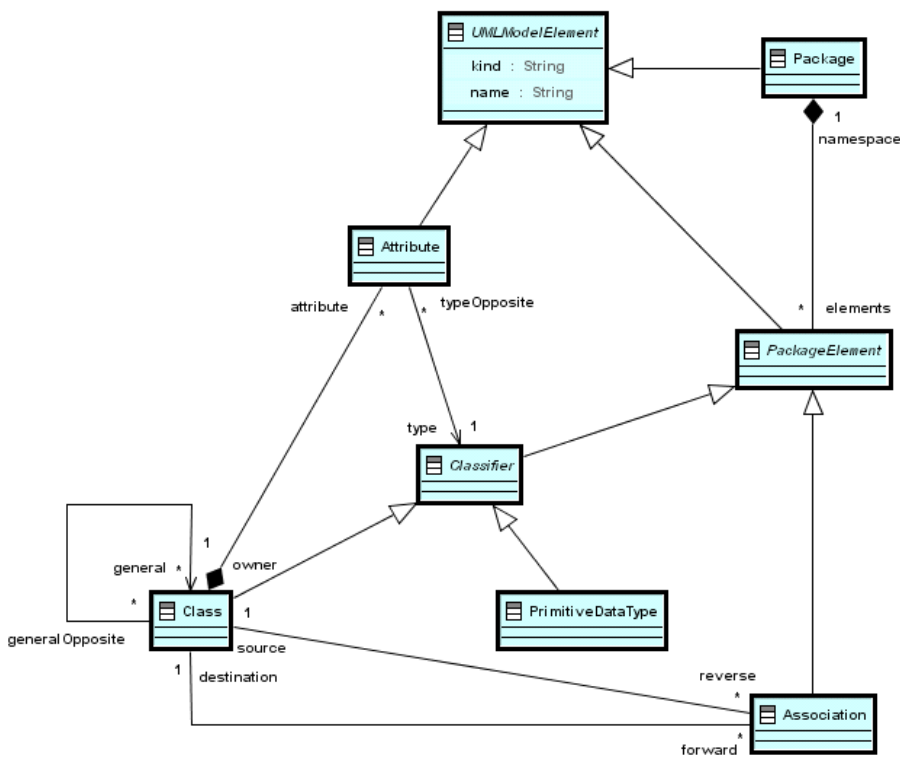 UMLModelElement
kind : String
name : String
Package
1
namespace
Attribute
attribute
*
*
typeOpposite
*
elements
PackageElement
type
1
Classifier
1
general
*
owner
*
Class
1
PrimitiveDataType
generalOpposite
source
1
destination
reverse
*
Association
*
forward